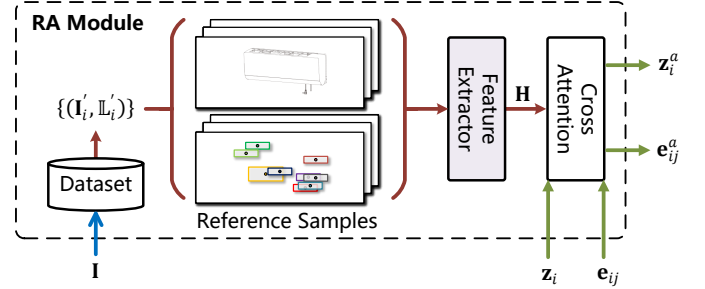 RA Module
{(𝐈′ᵢ, 𝕃′ᵢ)}
Dataset
𝐈
Reference Samples
Feature
Extractor
𝐇
Cross
Attention
𝐳ᵢᵃ
𝐞ᵢⱼᵃ
𝐳ᵢ
𝐞ᵢⱼ